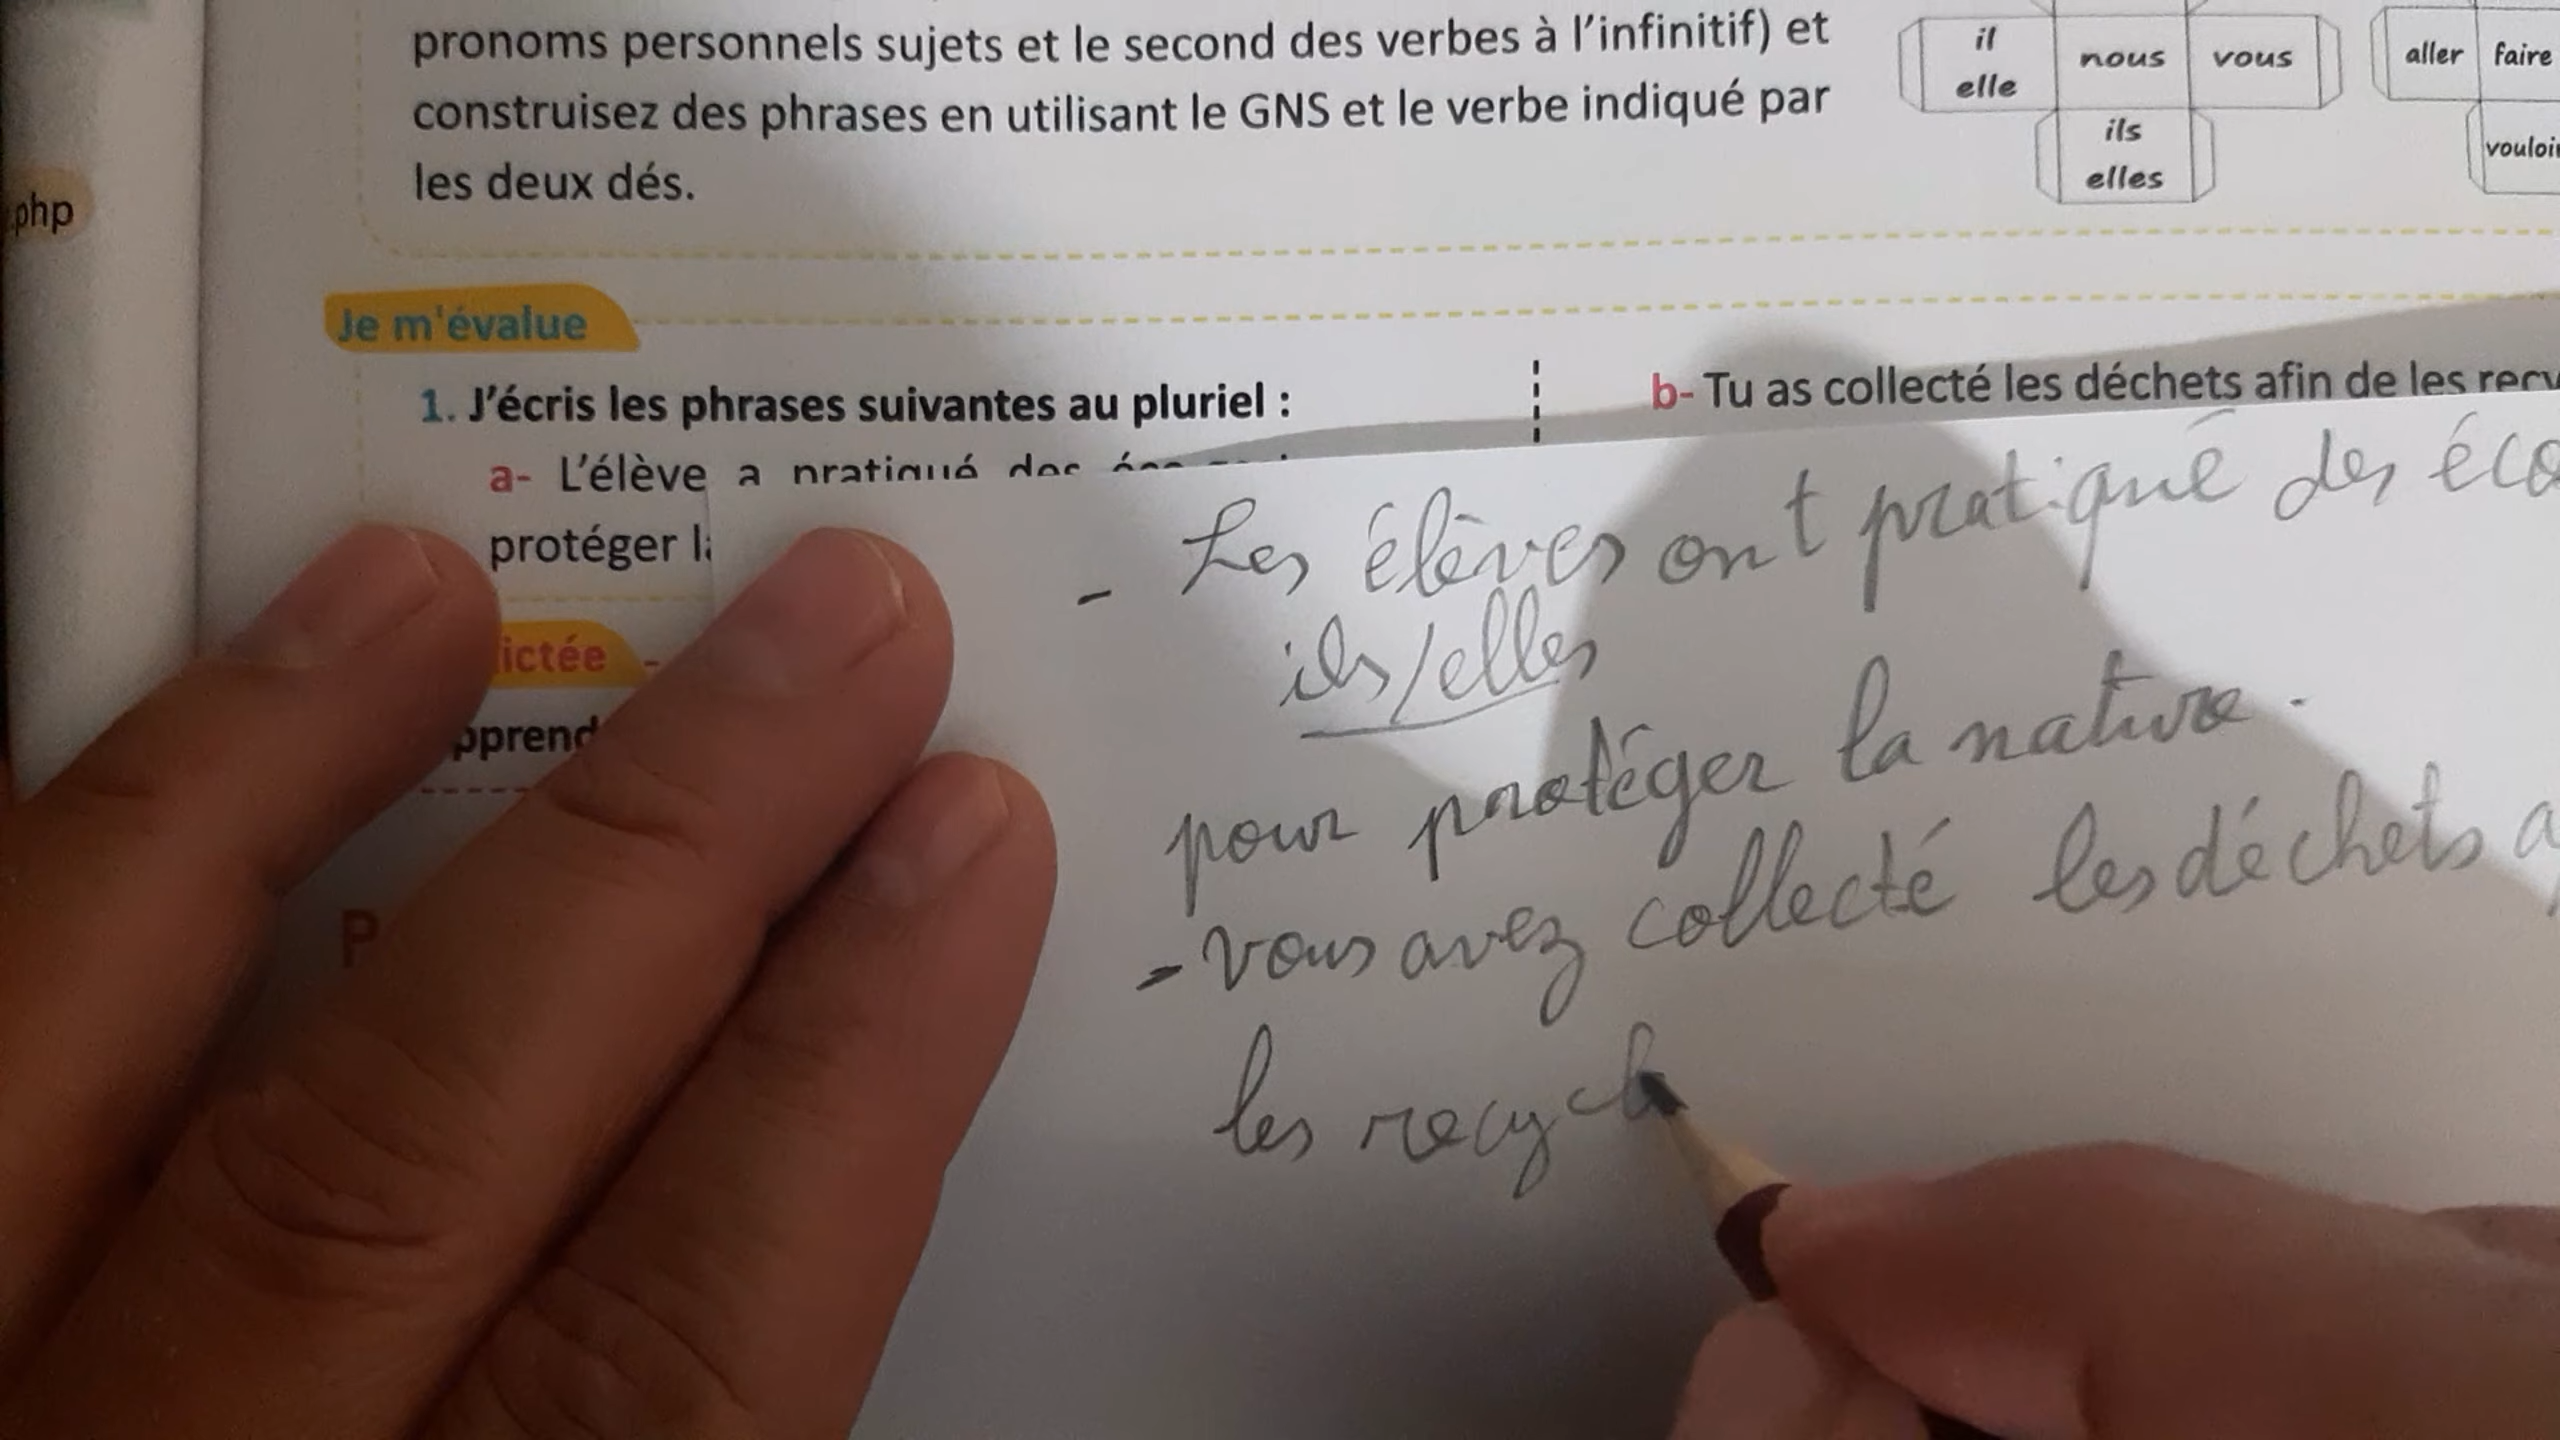 pronoms personnels sujets et le second des verbes à l'infinitif) et
construisez des phrases en utilisant le GNS et le verbe indiqué par
les deux dés.
il
elle
nous
vous
ils
elles
aller
faire
php
Je m'évalue
1. J'écris les phrases suivantes au pluriel :
a- L'élève a pratiqué des
protéger
b- Tu as collecté les déchets afin de les
- Les élèves ont pratiqué des
ils/elles
pour protéger la nature.
- vous avez collecté les déchets
les